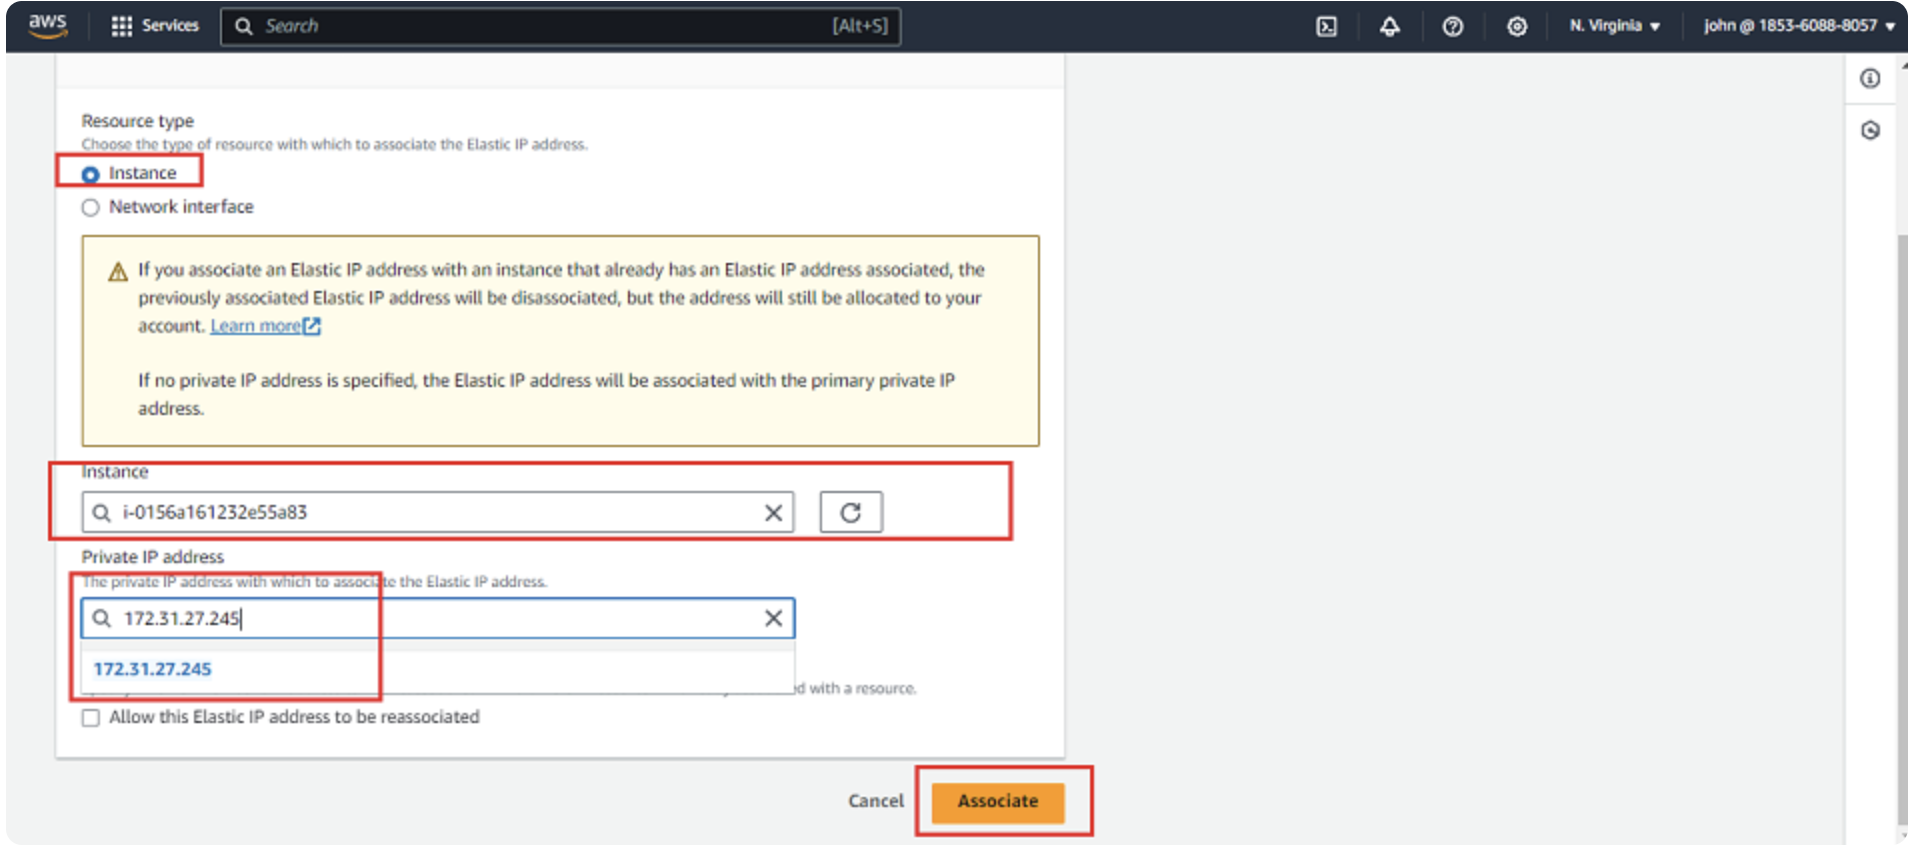 aws
Services
Search
[Alt+S]
N. Virginia
john @ 1853-6088-8057
Resource type
Choose the type of resource with which to associate the Elastic IP address.
Instance
Network interface
If you associate an Elastic IP address with an instance that already has an Elastic IP address associated, the
previously associated Elastic IP address will be disassociated, but the address will still be allocated to your
account. Learn more
If no private IP address is specified, the Elastic IP address will be associated with the primary private IP
address.
Instance
i-0156a161232e55a83
Private IP address
The private IP address with which to associate the Elastic IP address.
172.31.27.245
172.31.27.245
with a resource.
Allow this Elastic IP address to be reassociated
Cancel
Associate